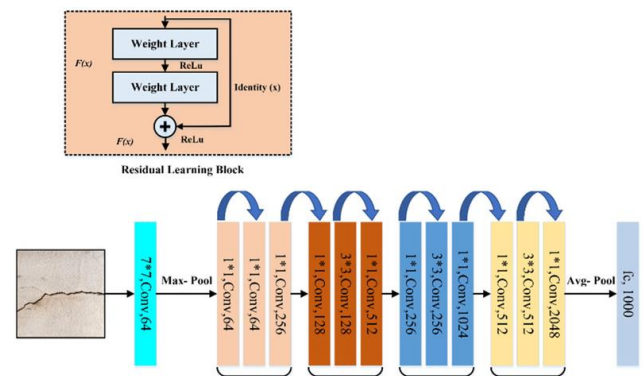 Weight Layer
F(x)
ReLu
Weight Layer
Identity (x)
F(x)
ReLu
Residual Learning Block
7*7,Conv,64
Max- Pool
1*1,Conv,64
1*1,Conv,64
1*1,Conv,256
1*1,Conv,128
3*3,Conv,128
1*1,Conv,512
1*1,Conv,256
3*3,Conv,256
1*1,Conv,1024
1*1,Conv,512
3*3,Conv,512
1*1,Conv,2048
Avg- Pool
fc, 1000